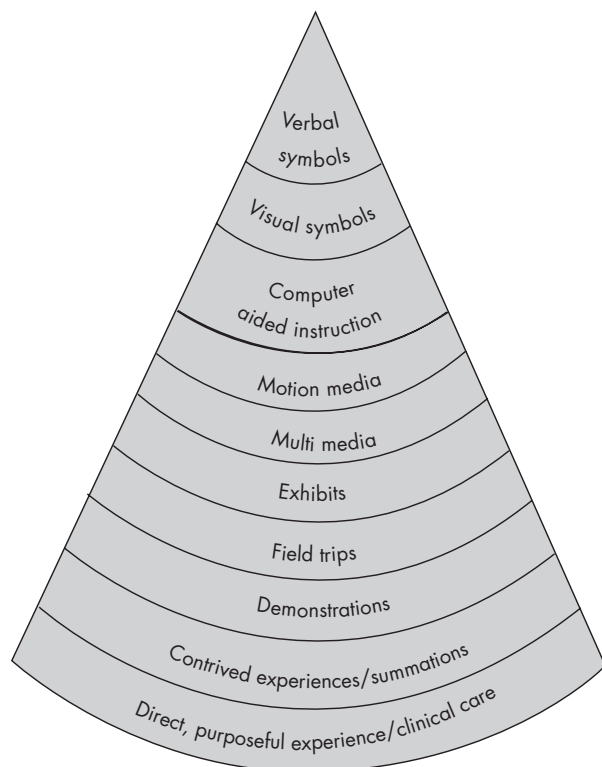 Verbal
symbols
Visual symbols
Computer
aided instruction
Motion media
Multi media
Exhibits
Field trips
Demonstrations
Contrived experiences/summations
Direct, purposeful experience/clinical care